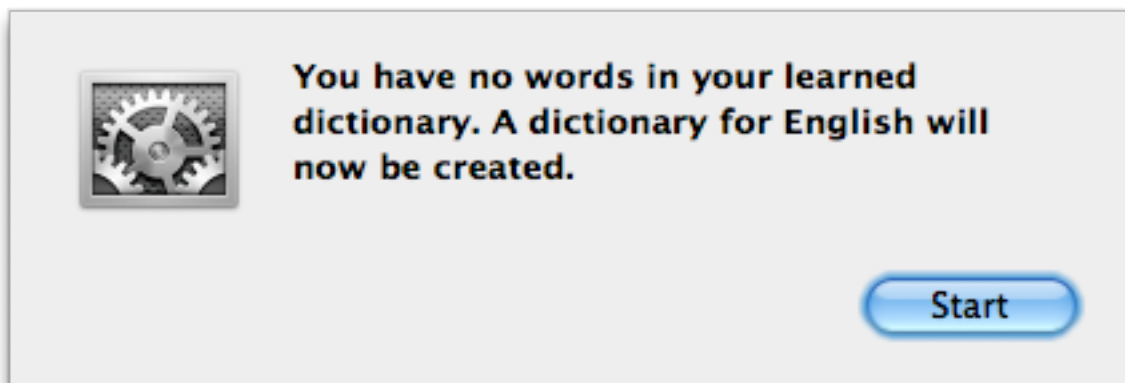 You have no words in your learned
dictionary. A dictionary for English will
now be created.
Start